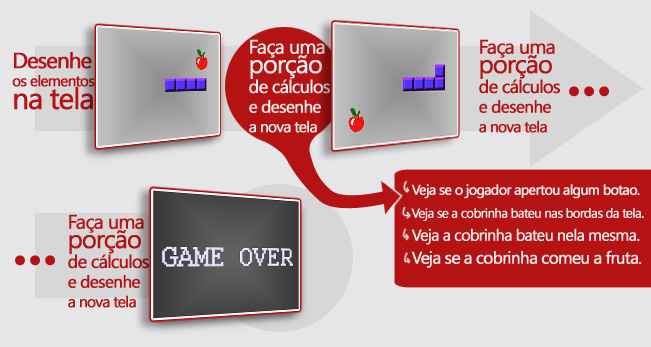 Desenhe
os elementos
na tela
Faça uma
porção
de cálculos
e desenhe
a nova tela
Faça uma
porção
de cálculos
e desenhe
a nova tela
Veja se o jogador apertou algum botao.
Veja se a cobrinha bateu nas bordas da tela.
Veja a cobrinha bateu nela mesma.
Veja se a cobrinha comeu a fruta.
Faça uma
porção
de cálculos
e desenhe
a nova tela
GAME OVER